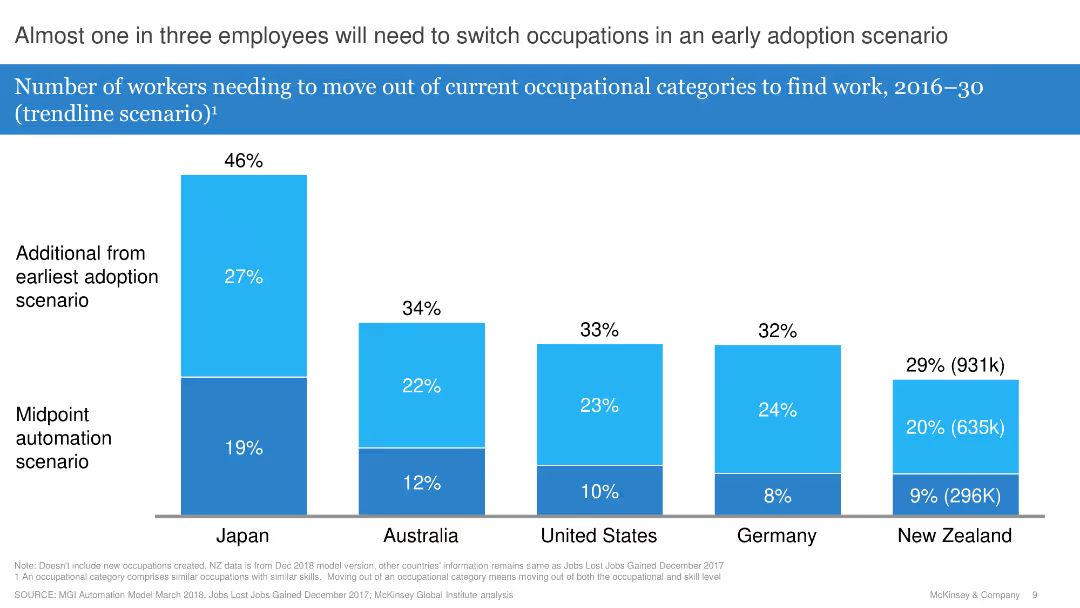 Almost one in three employees will need to switch occupations in an early adoption scenario
Number of workers needing to move out of current occupational categories to find work, 2016–30
(trendline scenario)¹
46%
Additional from
earliest adoption
scenario
27%
34%
33%
32%
29% (931k)
22%
23%
24%
20% (635k)
Midpoint
automation
scenario
19%
12%
10%
8%
9% (296K)
Japan
Australia
United States
Germany
New Zealand
Note: Doesn't include new occupations created. NZ data is from Dec 2018 model version, other countries' information remains same as Jobs Lost Jobs Gained December 2017
1 An occupational category comprises similar occupations with similar skills. Moving out of an occupational category means moving out of both the occupational and skill level
SOURCE: MGI Automation Model March 2018, Jobs Lost Jobs Gained December 2017; McKinsey Global Institute analysis
McKinsey & Company 9